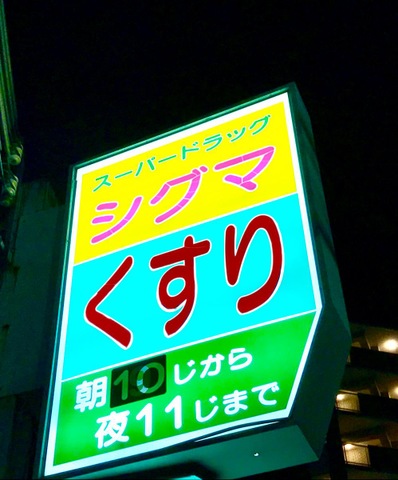 スーパードラッグ
シグマ
くすり
朝10じから
夜11じまで